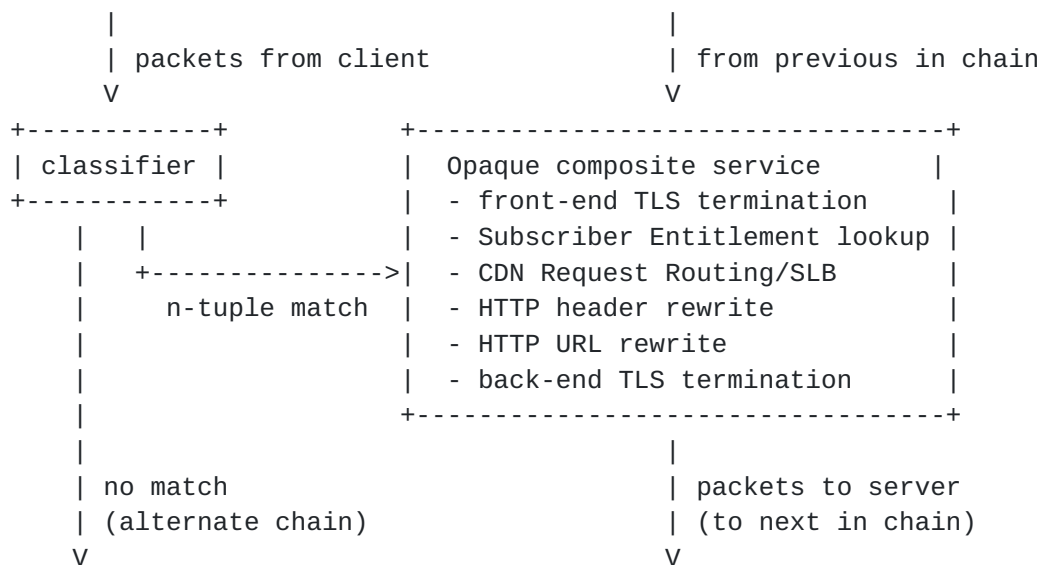 packets from client
from previous in chain
classifier
Opaque composite service
- front-end TLS termination
- Subscriber Entitlement lookup
- CDN Request Routing/SLB
n-tuple match
- HTTP header rewrite
- HTTP URL rewrite
- back-end TLS termination
no match
(alternate chain)
packets to server
(to next in chain)